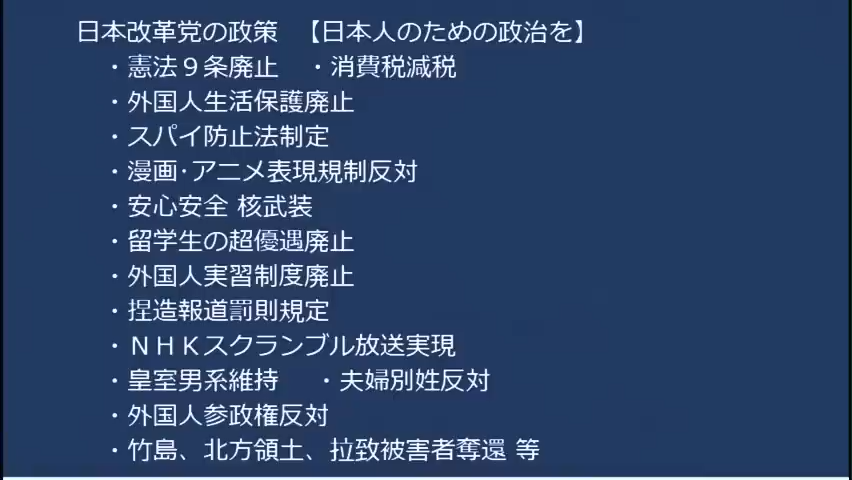 日本改革党の政策　【日本人のための政治を】
・憲法９条廃止　・消費税減税
・外国人生活保護廃止
・スパイ防止法制定
・漫画･アニメ表現規制反対
・安心安全 核武装
・留学生の超優遇廃止
・外国人実習制度廃止
・捏造報道罰則規定
・ＮＨＫスクランブル放送実現
・皇室男系維持　・夫婦別姓反対
・外国人参政権反対
・竹島、北方領土、拉致被害者奪還 等